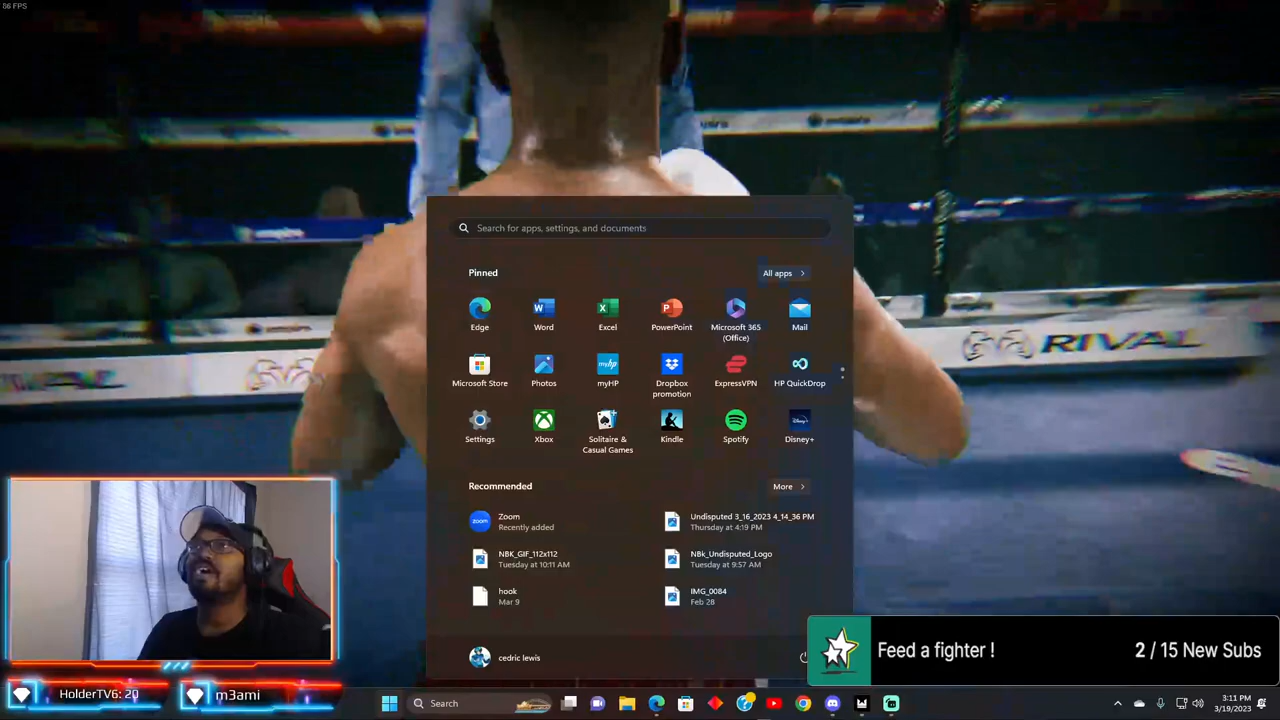 56 FPS
RIVAL
Search for apps, settings, and documents
Pinned
All apps
Edge
Word
Excel
PowerPoint
Microsoft 365
(Office)
Mail
Microsoft Store
Photos
myHP
Dropbox
promotion
ExpressVPN
HP QuickDrop
Settings
Xbox
Solitaire &
Casual Games
Kindle
Spotify
Disney+
Recommended
More
zoom
Zoom
Recently added
Undisputed 3_16_2023 4_14_36 PM
Thursday at 4:19 PM
NBK_GIF_112x112
Tuesday at 10:11 AM
NBk_Undisputed_Logo
Tuesday at 9:57 AM
hook
Mar 9
IMG_0084
Feb 28
cedric lewis
Feed a fighter !
2 / 15 New Subs
HolderTV6: 20
m3ami
Search
3:11 PM
3/19/2023